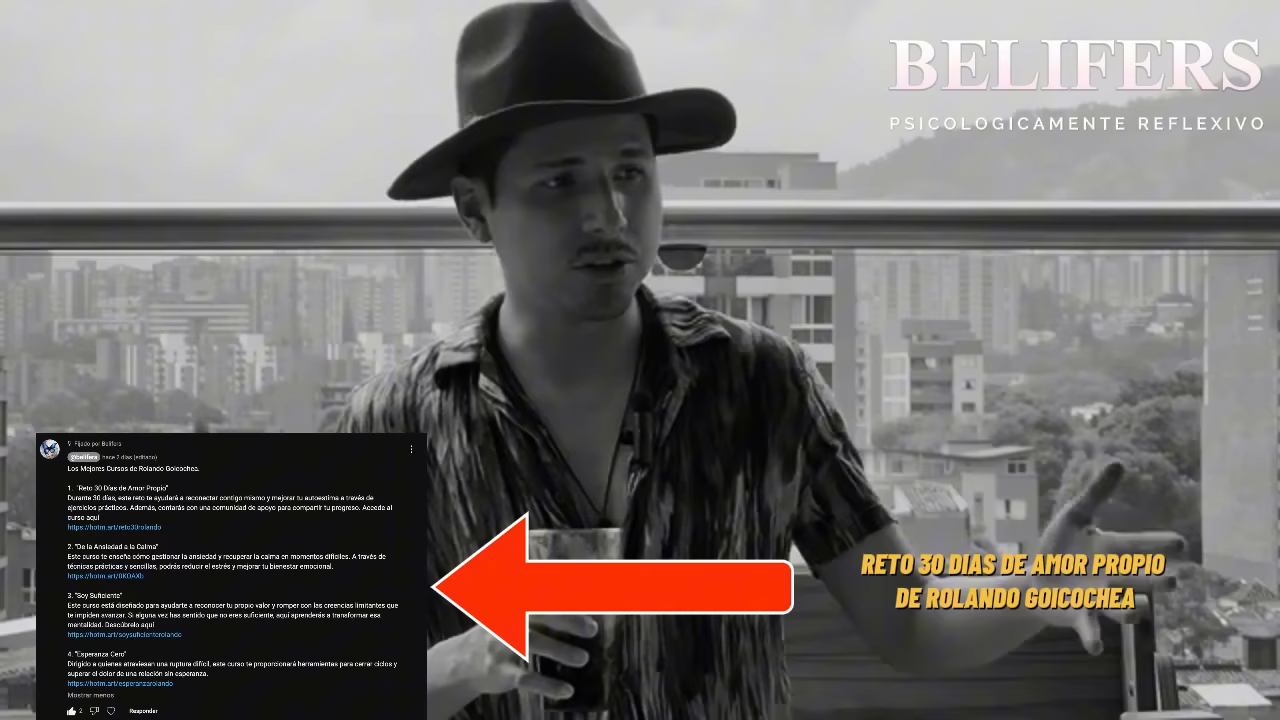 BELIFERS
PSICOLOGICAMENTE REFLEXIVO
Fijado por Belifers
@belifers hace 2 días (editado)
Los Mejores Cursos de Rolando Goicochea.
1. "Reto 30 Días de Amor Propio"
Durante 30 días, este reto te ayudará a reconectar contigo mismo y mejorar tu autoestima a través de
ejercicios prácticos. Además, contarás con una comunidad de apoyo para compartir tu progreso. Accede al
curso aquí
https://hotm.art/reto30rolando
2. "De la Ansiedad a la Calma"
Este curso te enseña cómo gestionar la ansiedad y recuperar la calma en momentos difíciles. A través de
técnicas prácticas y sencillas, podrás reducir el estrés y mejorar tu bienestar emocional.
https://hotm.art/0KOAXb
3. "Soy Suficiente"
Este curso está diseñado para ayudarte a reconocer tu propio valor y romper con las creencias limitantes que
te impiden avanzar. Si alguna vez has sentido que no eres suficiente, aquí aprenderás a transformar esa
mentalidad. Descúbrelo aquí
https://hotm.art/soysuficienterolando
4. "Esperanza Cero"
Dirigido a quienes atraviesan una ruptura difícil, este curso te proporcionará herramientas para cerrar ciclos y
superar el dolor de una relación sin esperanza.
https://hotm.art/esperanzarolando
Mostrar menos
2 Responder
RETO 30 DIAS DE AMOR PROPIO
DE ROLANDO GOICOCHEA